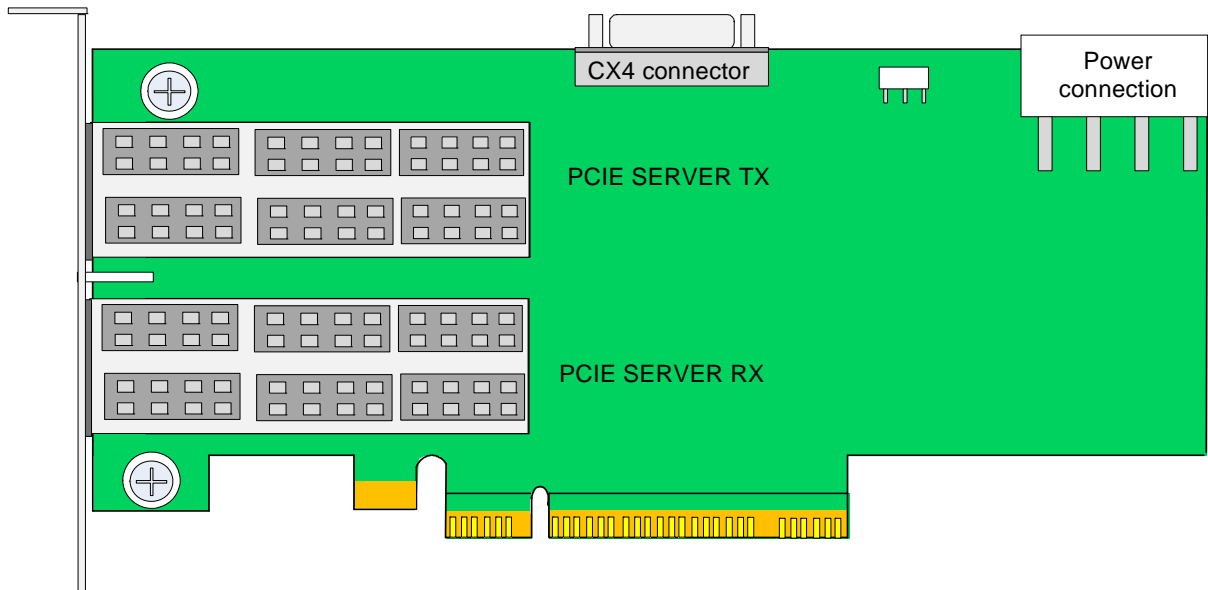 CX4 connector
Power
connection
PCIE SERVER TX
PCIE SERVER RX